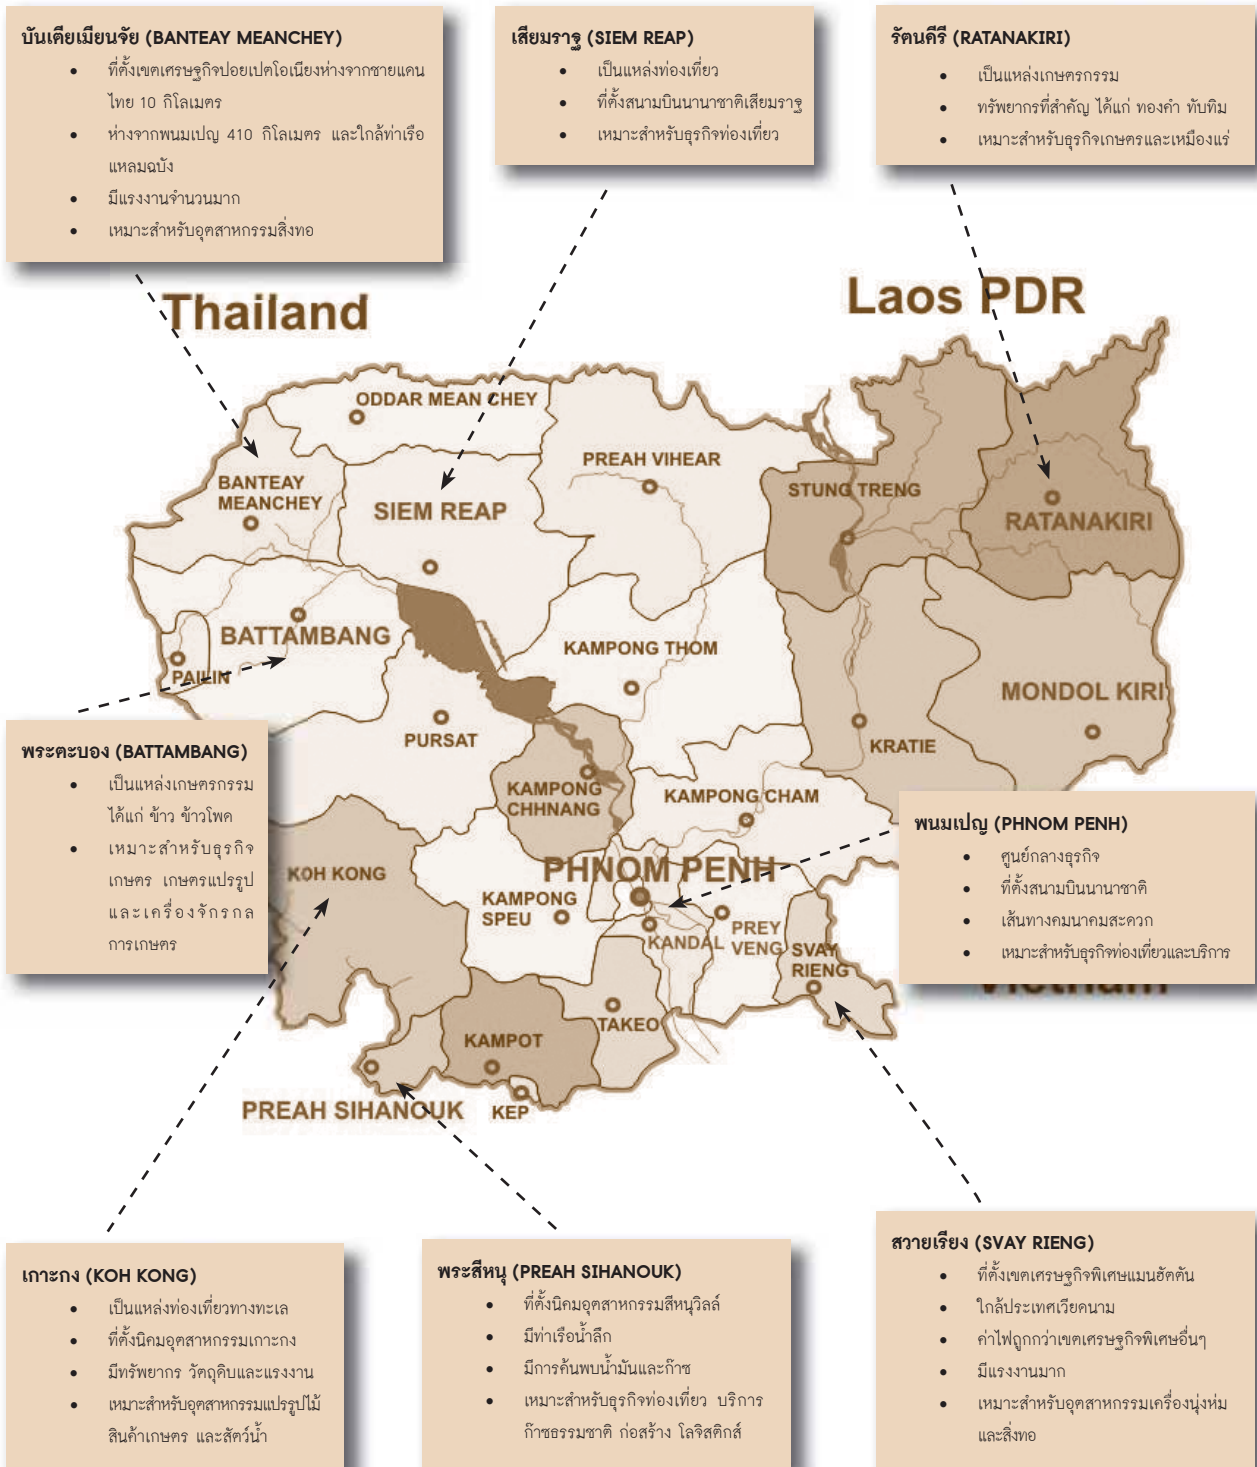 บันเตียเมียนจัย (BANTEAY MEANCHEY)
• ที่ตั้งเขตเศรษฐกิจปอยเปตโอเนียงห่างจากชายแดน
ไทย 10 กิโลเมตร
• ห่างจากพนมเปญ 410 กิโลเมตร และใกล้ท่าเรือ
แหลมฉบัง
• มีแรงงานจำนวนมาก
• เหมาะสำหรับอุตสาหกรรมสิ่งทอ
เสียมราฐ (SIEM REAP)
• เป็นแหล่งท่องเที่ยว
• ที่ตั้งสนามบินนานาชาติเสียมราฐ
• เหมาะสำหรับธุรกิจท่องเที่ยว
รัตนคีรี (RATANAKIRI)
• เป็นแหล่งเกษตรกรรม
• ทรัพยากรที่สำคัญ ได้แก่ ทองคำ ทับทิม
• เหมาะสำหรับธุรกิจเกษตรและเหมืองแร่
Thailand
Laos PDR
ODDAR MEAN CHEY
BANTEAY
MEANCHEY
SIEM REAP
PREAH VIHEAR
STUNG TRENG
RATANAKIRI
BATTAMBANG
PAILIN
KAMPONG THOM
MONDOL KIRI
PURSAT
KRATIE
KAMPONG
CHHNANG
KAMPONG CHAM
KOH KONG
PHNOM PENH
KAMPONG
SPEU
KANDAL
PREY
VENG
SVAY
RIENG
Vietnam
TAKEO
KAMPOT
KEP
PREAH SIHANOUK
พระตะบอง (BATTAMBANG)
• เป็นแหล่งเกษตรกรรม
ได้แก่ ข้าว ข้าวโพด
• เหมาะสำหรับธุรกิจ
เกษตร เกษตรแปรรูป
และเครื่องจักรกล
การเกษตร
พนมเปญ (PHNOM PENH)
• ศูนย์กลางธุรกิจ
• ที่ตั้งสนามบินนานาชาติ
• เส้นทางคมนาคมสะดวก
• เหมาะสำหรับธุรกิจท่องเที่ยวและบริการ
เกาะกง (KOH KONG)
• เป็นแหล่งท่องเที่ยวทางทะเล
• ที่ตั้งนิคมอุตสาหกรรมเกาะกง
• มีทรัพยากร วัตถุดิบและแรงงาน
• เหมาะสำหรับอุตสาหกรรมแปรรูปไม้
สินค้าเกษตร และสัตว์น้ำ
พระสีหนุ (PREAH SIHANOUK)
• ที่ตั้งนิคมอุตสาหกรรมสีหนุวิลล์
• มีท่าเรือน้ำลึก
• มีการค้นพบน้ำมันและก๊าซ
• เหมาะสำหรับธุรกิจท่องเที่ยว บริการ
ก๊าซธรรมชาติ ก่อสร้าง โลจิสติกส์
สวายเรียง (SVAY RIENG)
• ที่ตั้งเขตเศรษฐกิจพิเศษแมนฮัตตัน
• ใกล้ประเทศเวียดนาม
• ค่าไฟถูกกว่าเขตเศรษฐกิจพิเศษอื่นๆ
• มีแรงงานมาก
• เหมาะสำหรับอุตสาหกรรมเครื่องนุ่งห่ม
และสิ่งทอ